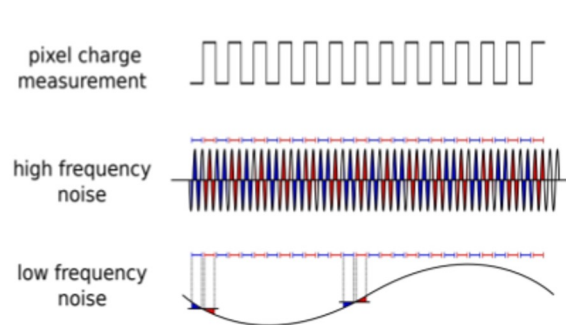 pixel charge
measurement
high frequency
noise
low frequency
noise